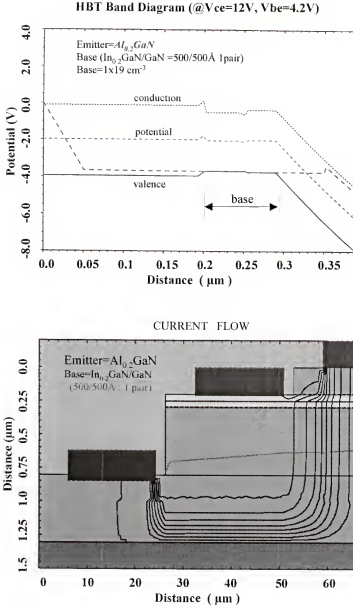 HBT Band Diagram (@Vce=12V, Vbe=4.2V)
Emitter=Al0.2GaN
Base (In0.2GaN/GaN =500/500Å 1pair)
Base=1x19 cm-3
conduction
potential
valence
base
Potential (V)
4.0
2.0
0.0
-2.0
-4.0
-6.0
-8.0
0.0 0.05 0.1 0.15 0.2 0.25 0.3 0.35
Distance ( μm )
CURRENT FLOW
Emitter=Al0.2GaN
Base=In0.2GaN/GaN
(500/500Å : 1 pair)
Distance (μm)
-0.0
0.25
0.5
0.75
1.0
1.25
1.5
0 10 20 30 40 50 60
Distance ( μm )